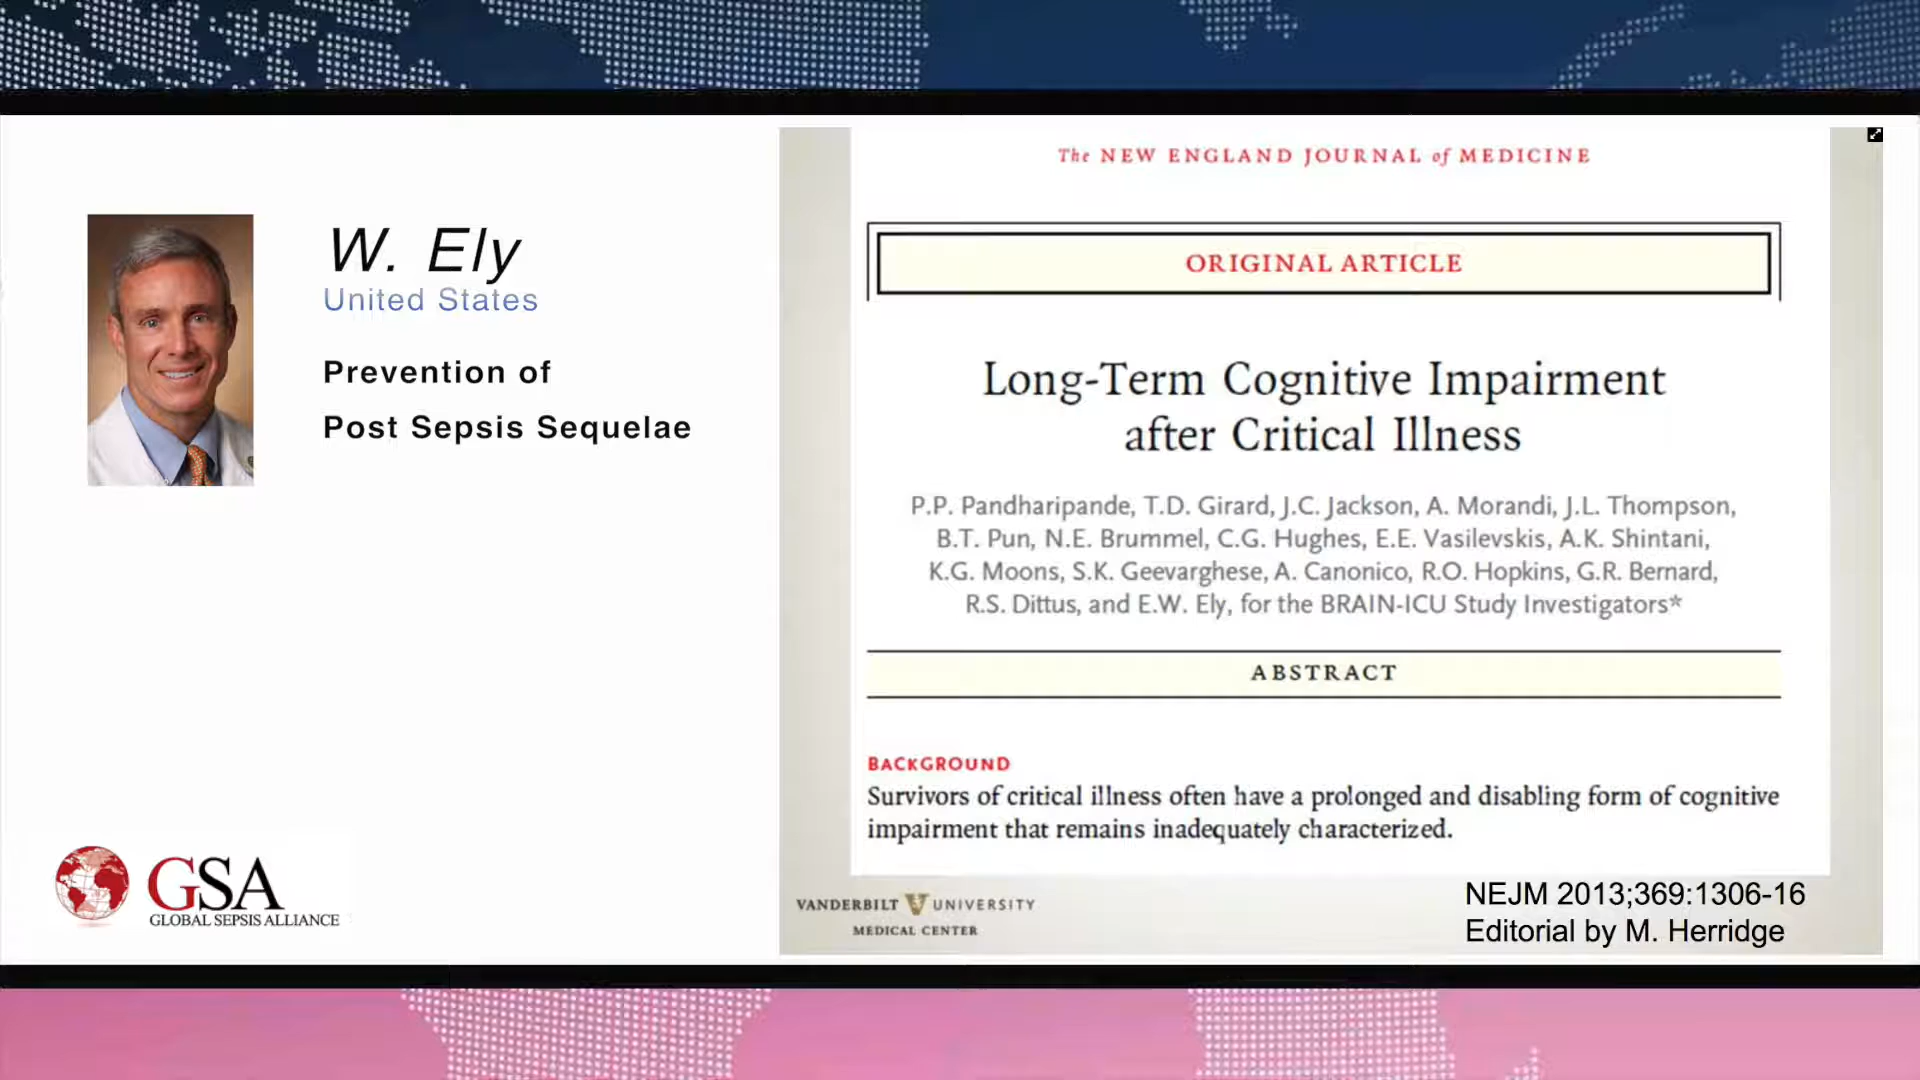 W. Ely
United States
Prevention of
Post Sepsis Sequelae
GSA
GLOBAL SEPSIS ALLIANCE
The NEW ENGLAND JOURNAL of MEDICINE
ORIGINAL ARTICLE
Long-Term Cognitive Impairment
after Critical Illness
P.P. Pandharipande, T.D. Girard, J.C. Jackson, A. Morandi, J.L. Thompson,
B.T. Pun, N.E. Brummel, C.G. Hughes, E.E. Vasilevskis, A.K. Shintani,
K.G. Moons, S.K. Geevarghese, A. Canonico, R.O. Hopkins, G.R. Bernard,
R.S. Dittus, and E.W. Ely, for the BRAIN-ICU Study Investigators*
ABSTRACT
BACKGROUND
Survivors of critical illness often have a prolonged and disabling form of cognitive
impairment that remains inadequately characterized.
VANDERBILT UNIVERSITY
MEDICAL CENTER
NEJM 2013;369:1306-16
Editorial by M. Herridge